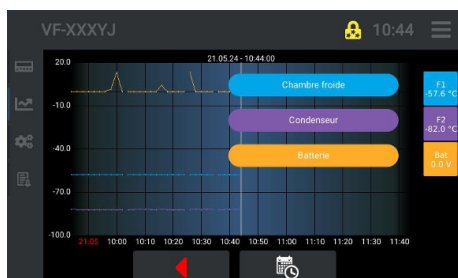 VF-XXXYJ
10:44
21.05.24 - 10:44:00
20.0
-10.0
-40.0
-70.0
-100.0
Chambre froide
Condenseur
Batterie
F1
-57.6 °C
F2
-82.0 °C
Bat
0.0 V
21.05 10:00 10:10 10:20 10:30 10:40 10:50 11:00 11:10 11:20 11:30 11:40